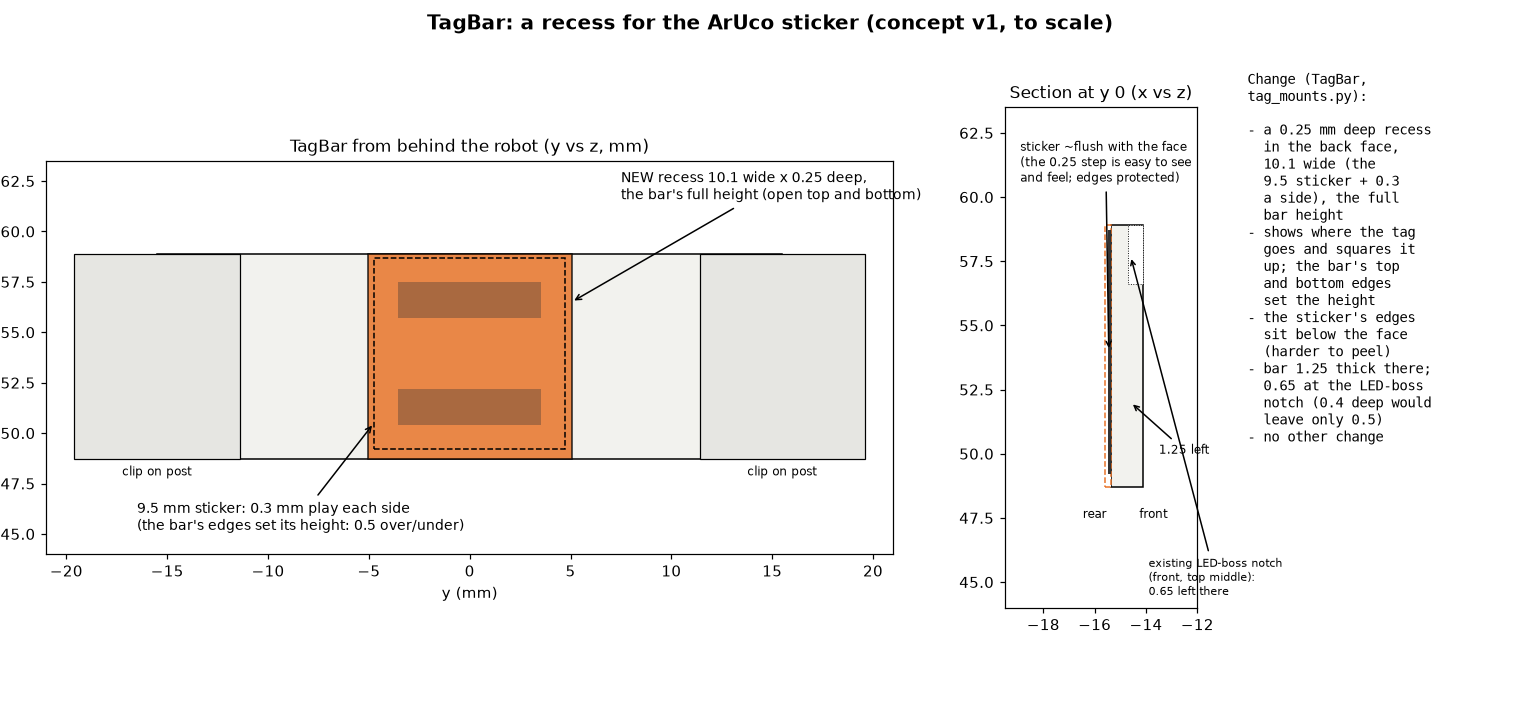 TagBar: a recess for the ArUco sticker (concept v1, to scale)
TagBar from behind the robot (y vs z, mm)
62.5
60.0
57.5
55.0
52.5
50.0
47.5
45.0
NEW recess 10.1 wide x 0.25 deep,
the bar's full height (open top and bottom)
clip on post
clip on post
9.5 mm sticker: 0.3 mm play each side
(the bar's edges set its height: 0.5 over/under)
−20
−15
−10
−5
0
5
10
15
20
y (mm)
Section at y 0 (x vs z)
62.5
60.0
57.5
55.0
52.5
50.0
47.5
45.0
sticker ~flush with the face
(the 0.25 step is easy to see
and feel; edges protected)
1.25 left
rear
front
existing LED-boss notch
(front, top middle):
0.65 left there
−18
−16
−14
−12
Change (TagBar,
tag_mounts.py):
- a 0.25 mm deep recess
in the back face,
10.1 wide (the
9.5 sticker + 0.3
a side), the full
bar height
- shows where the tag
goes and squares it
up; the bar's top
and bottom edges
set the height
- the sticker's edges
sit below the face
(harder to peel)
- bar 1.25 thick there;
0.65 at the LED-boss
notch (0.4 deep would
leave only 0.5)
- no other change